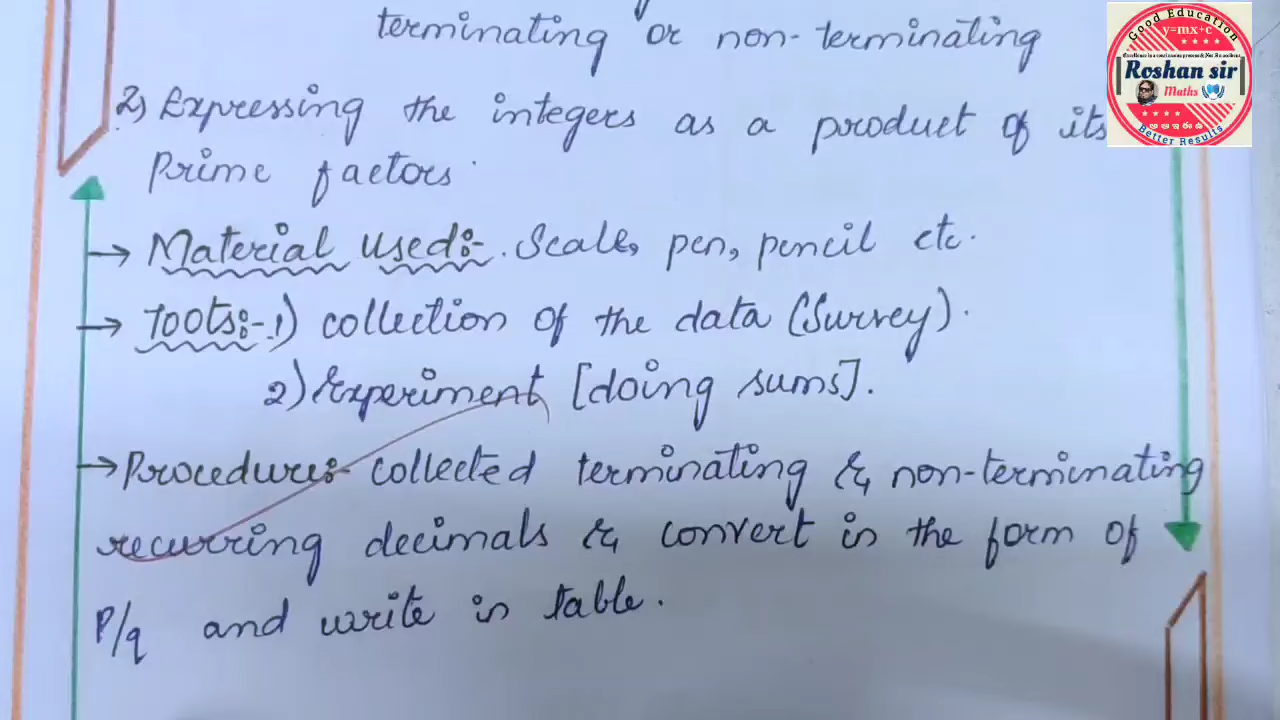 terminating or non-terminating
2) Expressing the integers as a product of its
Prime factors
→ Material used:- Scale, pen, pencil etc.
→ Tools:- 1) collection of the data (Survey).
2) Experiment [doing sums].
→ Procedure:- collected terminating & non-terminating
recurring decimals & convert in the form of
P/q and write in table.
Good Education
y=mx+c
Roshan sir
Maths
Better Results